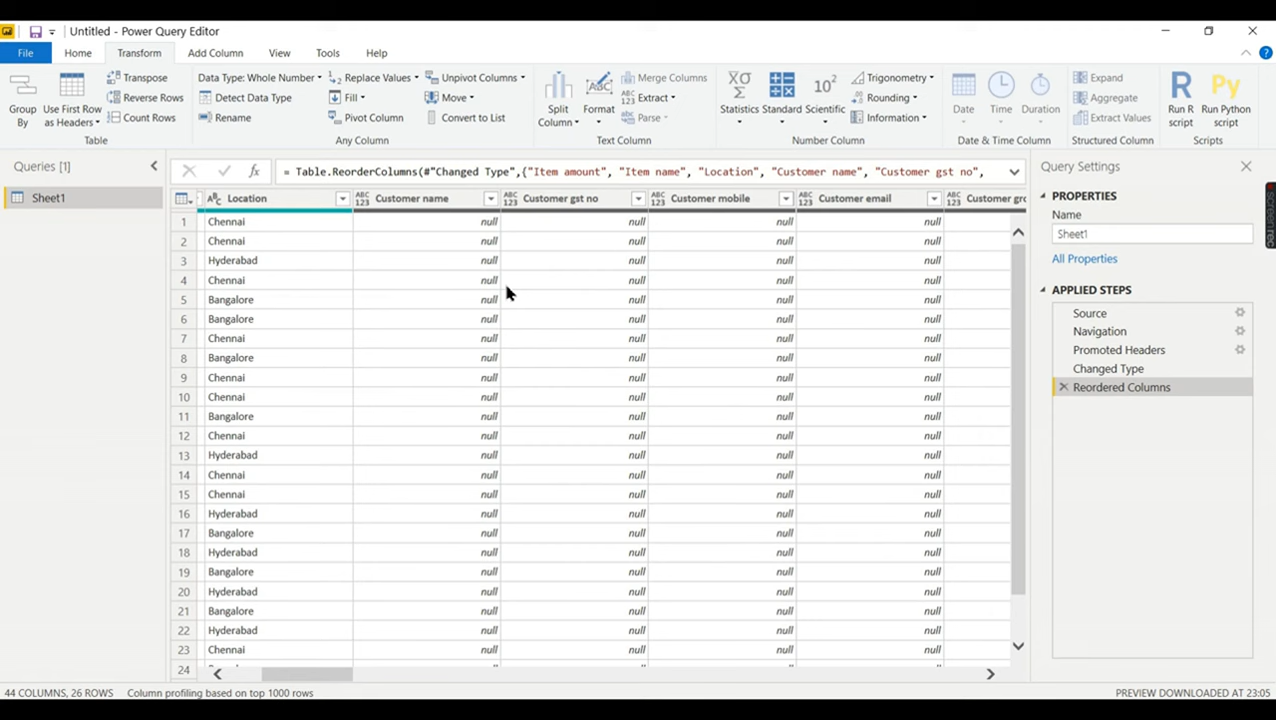 Untitled - Power Query Editor
File Home Transform Add Column View Tools Help
Transpose
Reverse Rows
Count Rows
Group By
Use First Row as Headers
Table
Data Type: Whole Number
Detect Data Type
Rename
Replace Values
Fill
Pivot Column
Unpivot Columns
Move
Convert to List
Any Column
Split Column
Format
Merge Columns
Extract
Parse
Text Column
Statistics
Standard
Scientific
Trigonometry
Rounding
Information
Number Column
Date
Time
Duration
Date & Time Column
Expand
Aggregate
Extract Values
Structured Column
Run R script
Run Python script
Scripts
Queries [1]
Sheet1
= Table.ReorderColumns(#"Changed Type",{"Item amount", "Item name", "Location", "Customer name", "Customer gst no",
Location Customer name Customer gst no Customer mobile Customer email Customer gro
1 Chennai null null null null
2 Chennai null null null null
3 Hyderabad null null null null
4 Chennai null null null null
5 Bangalore null null null null
6 Bangalore null null null null
7 Chennai null null null null
8 Bangalore null null null null
9 Chennai null null null null
10 Chennai null null null null
11 Bangalore null null null null
12 Chennai null null null null
13 Hyderabad null null null null
14 Chennai null null null null
15 Chennai null null null null
16 Hyderabad null null null null
17 Bangalore null null null null
18 Hyderabad null null null null
19 Bangalore null null null null
20 Hyderabad null null null null
21 Bangalore null null null null
22 Hyderabad null null null null
23 Chennai null null null null
24
Query Settings
PROPERTIES
Name
Sheet1
All Properties
APPLIED STEPS
Source
Navigation
Promoted Headers
Changed Type
Reordered Columns
screenrec
44 COLUMNS, 26 ROWS Column profiling based on top 1000 rows
PREVIEW DOWNLOADED AT 23:05